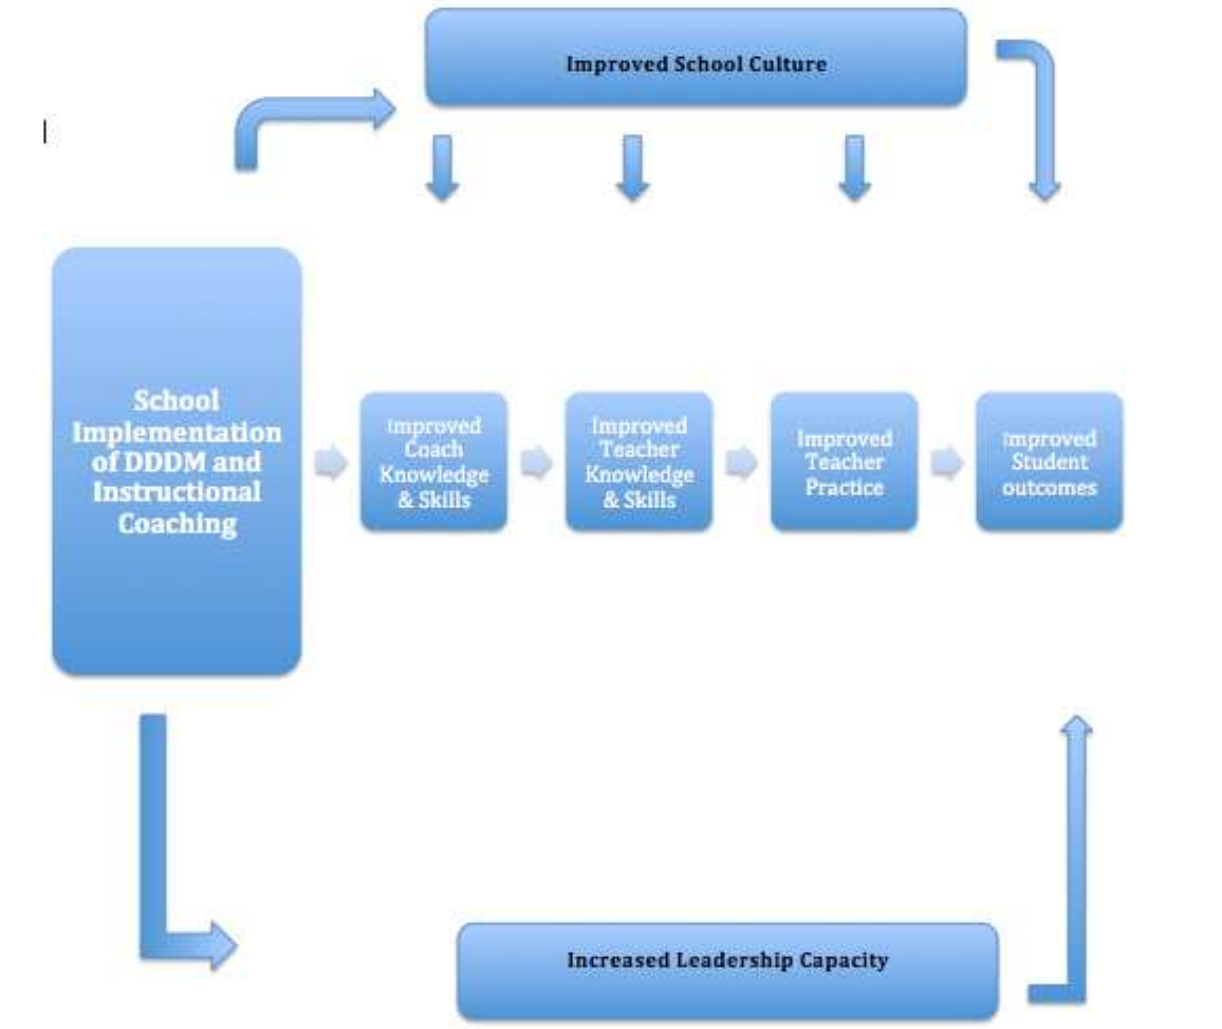 Improved School Culture
School
Implementation
of DDDM and
Instructional
Coaching
Improved
Coach
Knowledge
& Skills
Improved
Teacher
Knowledge
& Skills
Improved
Teacher
Practice
Improved
Student
outcomes
Increased Leadership Capacity